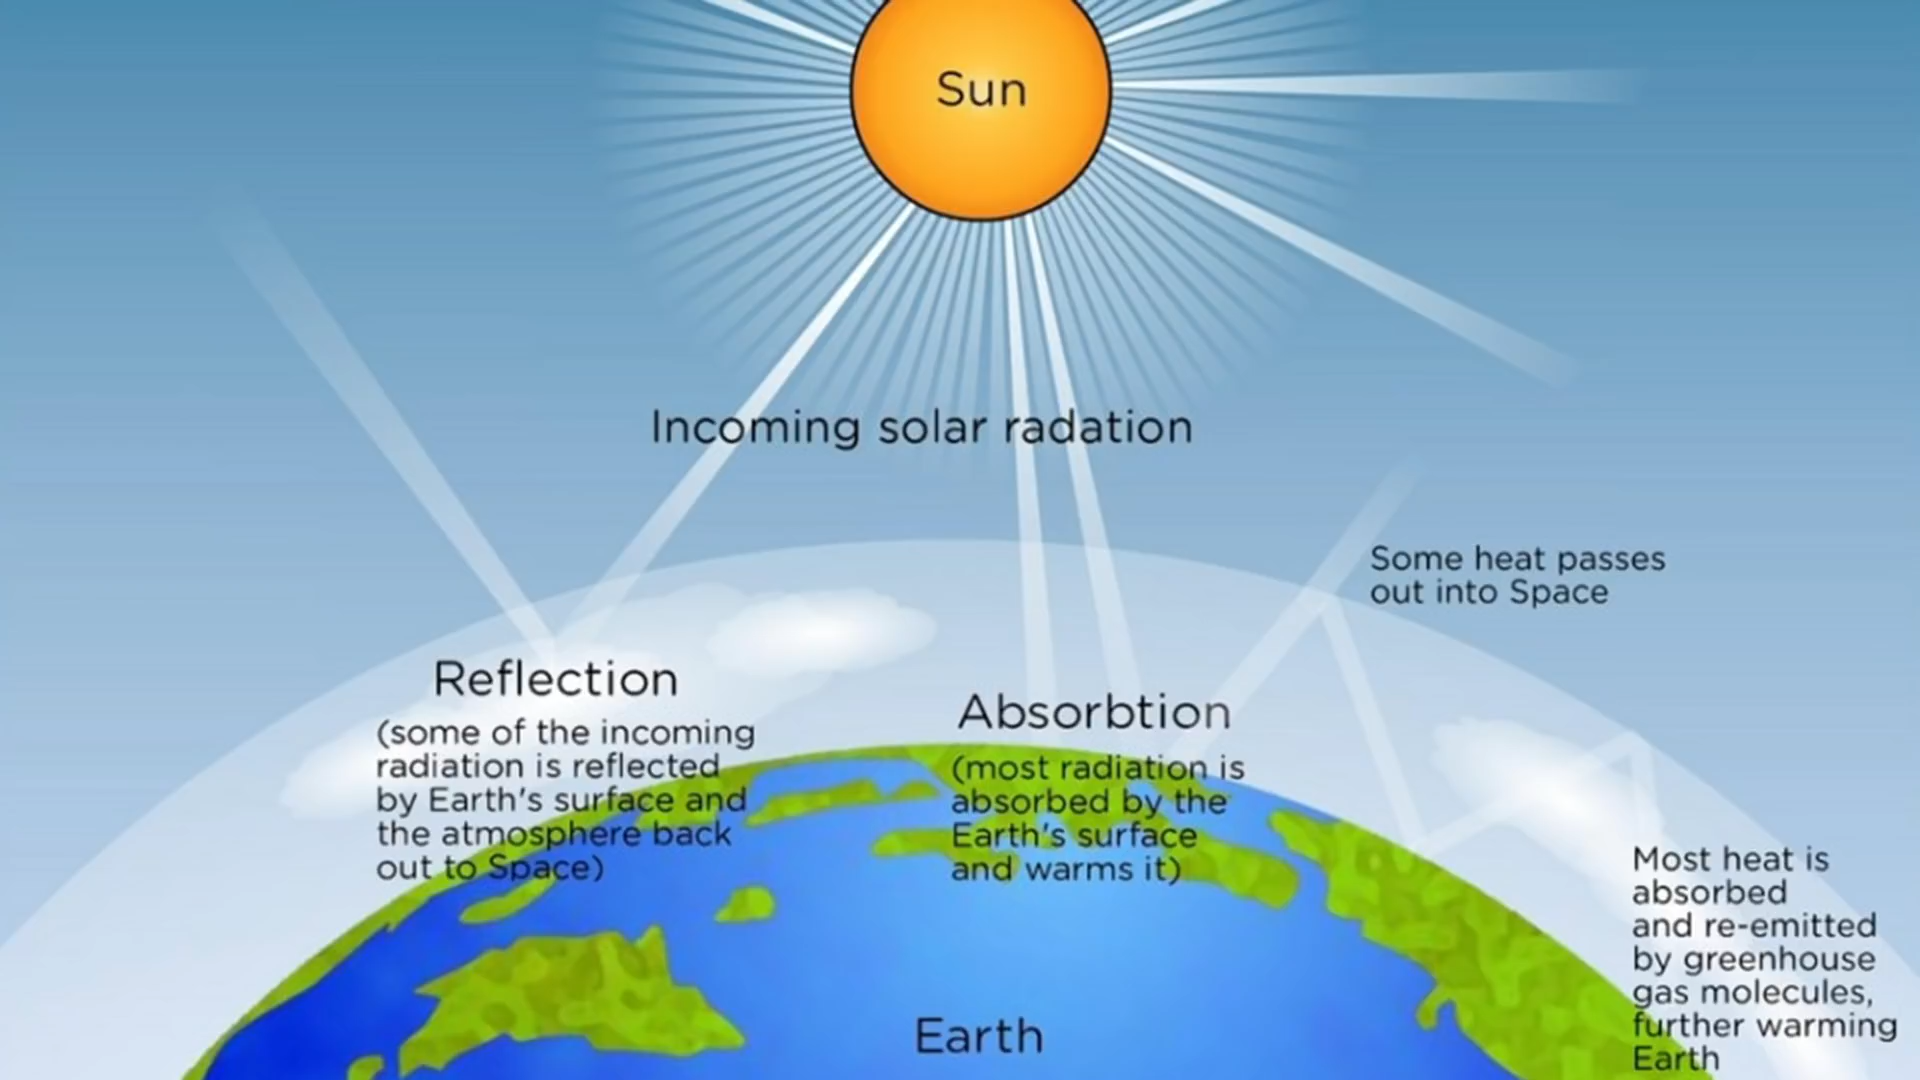 Sun
Incoming solar radation
Some heat passes
out into Space
Reflection
(some of the incoming
radiation is reflected
by Earth's surface and
the atmosphere back
out to Space)
Absorbtion
(most radiation is
absorbed by the
Earth's surface
and warms it)
Most heat is
absorbed
and re-emitted
by greenhouse
gas molecules,
further warming
Earth
Earth